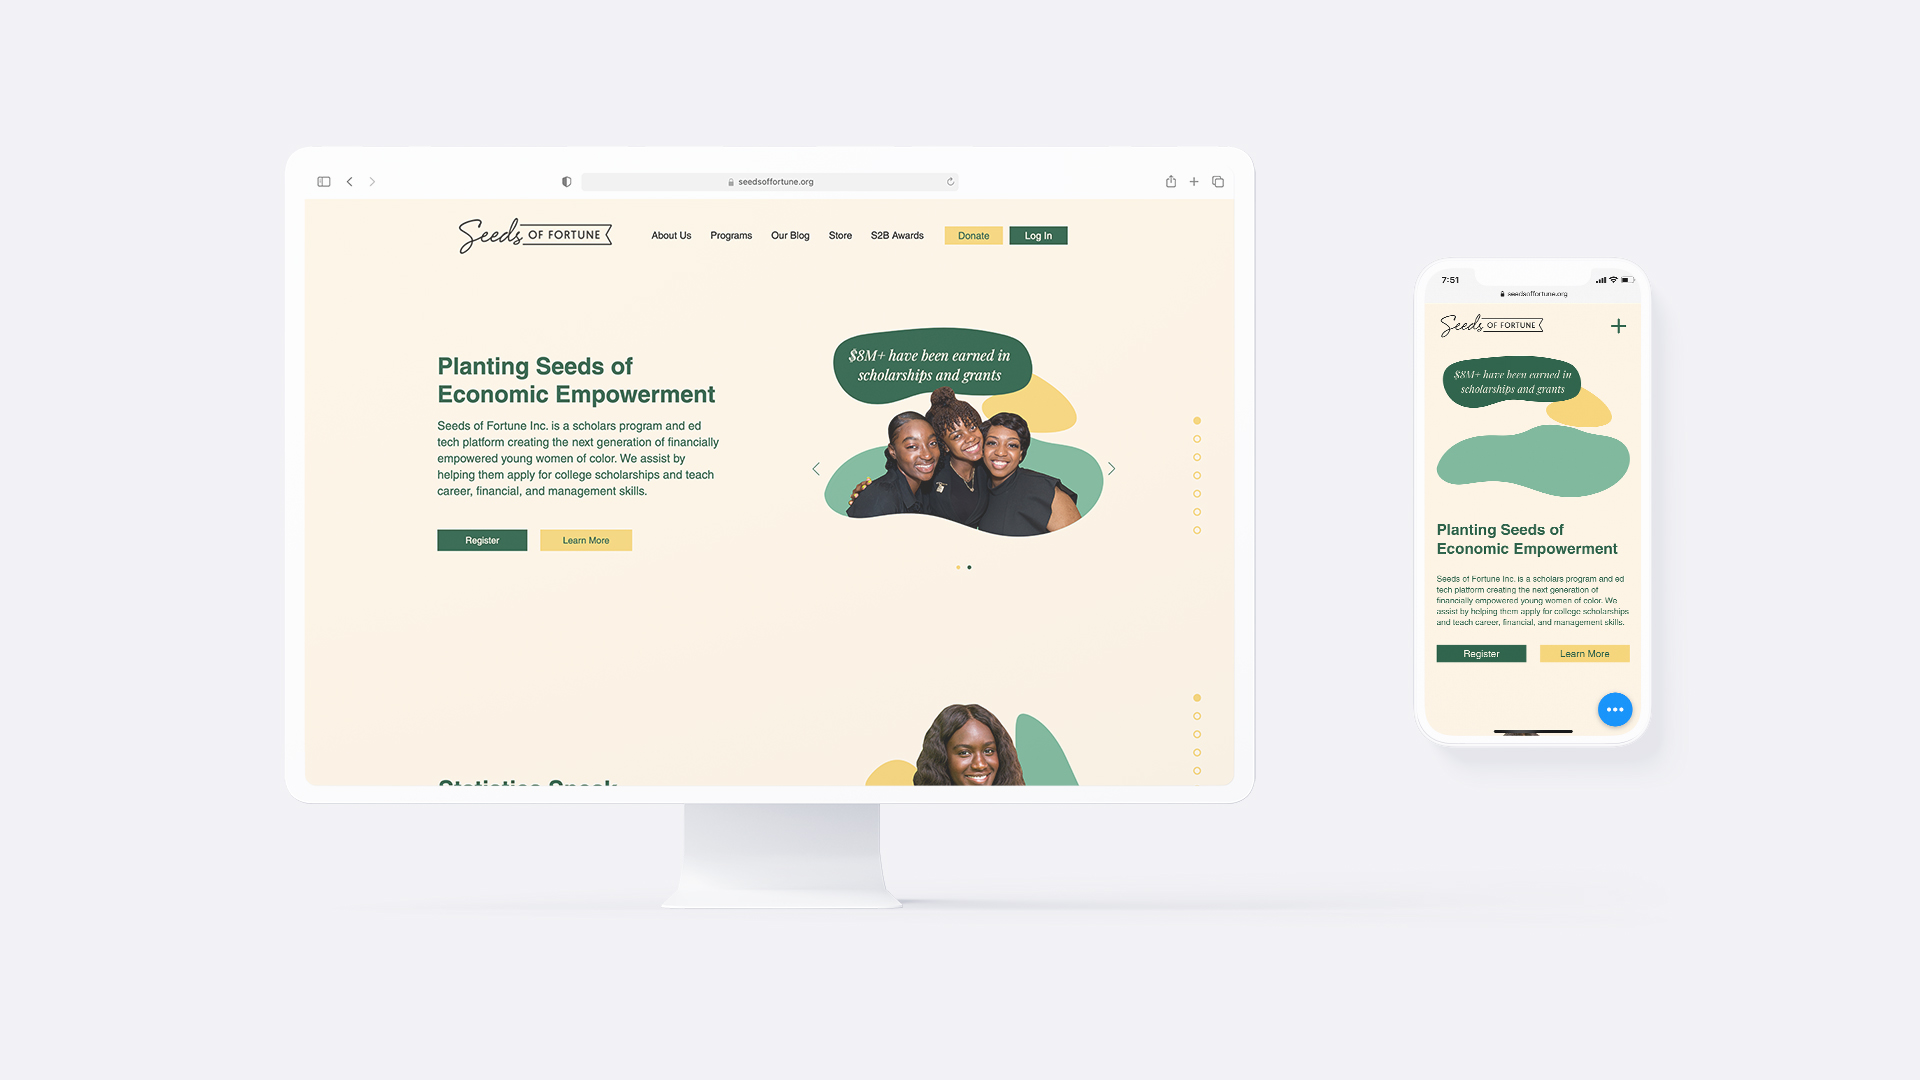 seedsoffortune.org
Seeds OF FORTUNE
About Us
Programs
Our Blog
Store
S2B Awards
Donate
Log In
Planting Seeds of
Economic Empowerment
Seeds of Fortune Inc. is a scholars program and ed
tech platform creating the next generation of financially
empowered young women of color. We assist by
helping them apply for college scholarships and teach
career, financial, and management skills.
Register
Learn More
$8M+ have been earned in
scholarships and grants
Statistics Speak
7:51
seedsoffortune.org
Seeds OF FORTUNE
$8M+ have been earned in
scholarships and grants
Planting Seeds of
Economic Empowerment
Seeds of Fortune Inc. is a scholars program and ed
tech platform creating the next generation of
financially empowered young women of color. We
assist by helping them apply for college scholarships
and teach career, financial, and management skills.
Register
Learn More